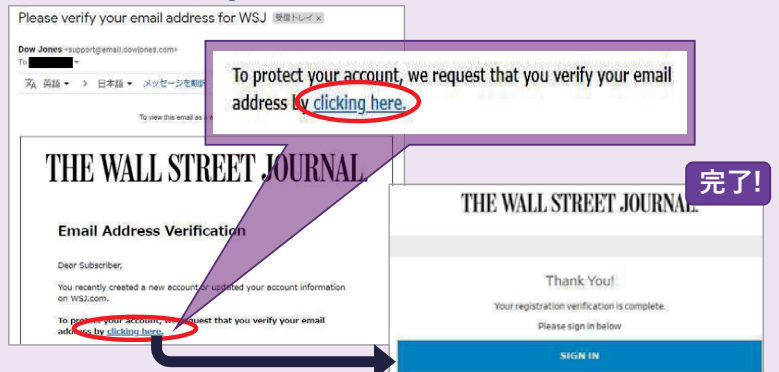 Please verify your email address for WSJ 受信トレイ ×
Dow Jones <support@email.dowjones.com>
To
英語 ▾ > 日本語 ▾ メッセージを翻訳
To view this email as a w
THE WALL STREET JOURNAL.
Email Address Verification
Dear Subscriber,
You recently created a new account or updated your account information
on WSJ.com.
To protect your account, we request that you verify your email
address by clicking here.
To protect your account, we request that you verify your email
address by clicking here.
完了!
THE WALL STREET JOURNAL.
Thank You!
Your registration verification is complete.
Please sign in below
SIGN IN